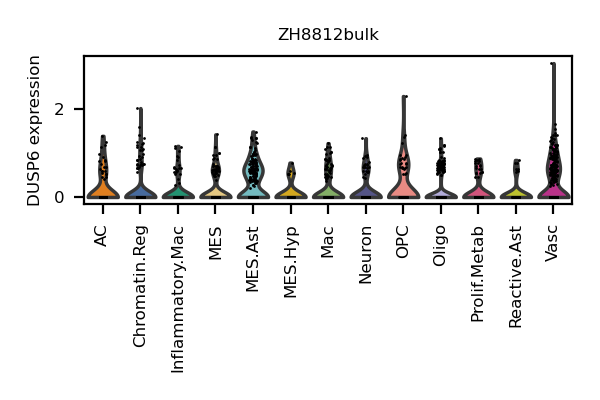 ZH8812bulk
DUSP6 expression
2
0
AC
Chromatin.Reg
Inflammatory.Mac
MES
MES.Ast
MES.Hyp
Mac
Neuron
OPC
Oligo
Prolif.Metab
Reactive.Ast
Vasc